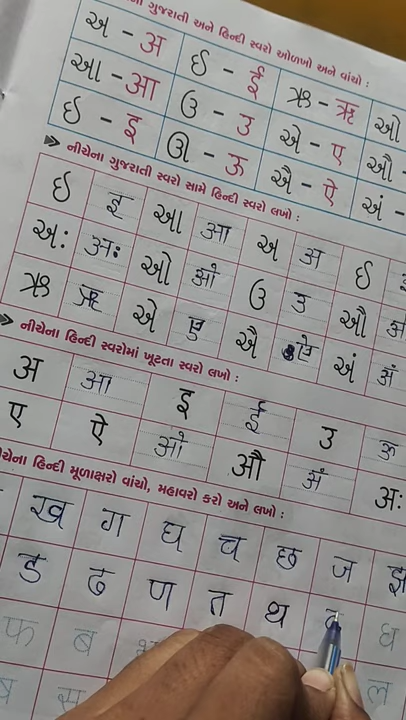 ગુજરાતી અને હિન્દી સ્વરો ઓળખો અને વાંચો :
અ - अ ઈ - ई ઋ - ऋ ઓ
આ - आ ઉ - उ એ - ए ઔ -
ઇ - इ ઊ - ऊ ઐ - ऐ અં -
નીચેના ગુજરાતી સ્વરો સામે હિન્દી સ્વરો લખો :
ઇ इ આ आ અ अ ઈ
અઃ अः ઓ ओ ઉ उ ઔ
ઋ ऋ એ ए ઐ ऐ અં अं
નીચેના હિન્દી સ્વરોમાં ખૂટતા સ્વરો લખો :
अ आ इ ई उ ऊ
ए ऐ ओ औ अं अः
હિન્દી મૂળાક્ષરો વાંચો, મહાવરો કરો અને લખો :
ख ग घ च छ ज झ
ड ढ ण त थ
फ ब ध
स ल